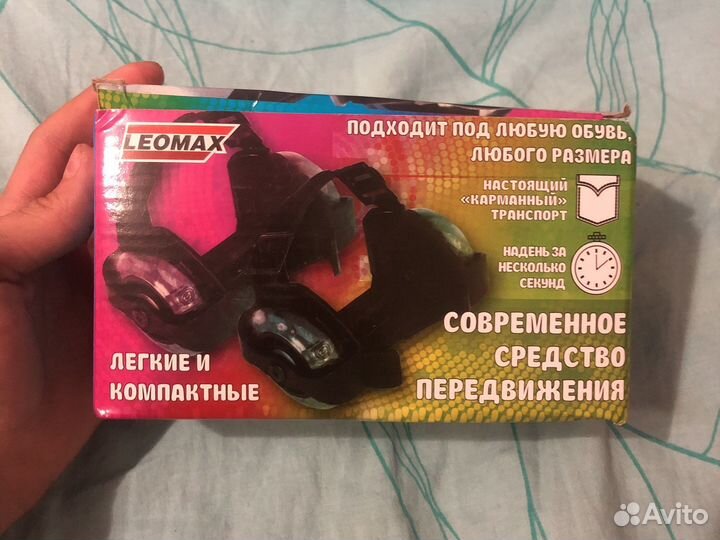 LEOMAX
ПОДХОДИТ ПОД ЛЮБУЮ ОБУВЬ,
ЛЮБОГО РАЗМЕРА
НАСТОЯЩИЙ
«КАРМАННЫЙ»
ТРАНСПОРТ
НАДЕНЬ ЗА
НЕСКОЛЬКО
СЕКУНД
СОВРЕМЕННОЕ
СРЕДСТВО
ПЕРЕДВИЖЕНИЯ
ЛЕГКИЕ И
КОМПАКТНЫЕ
Avito